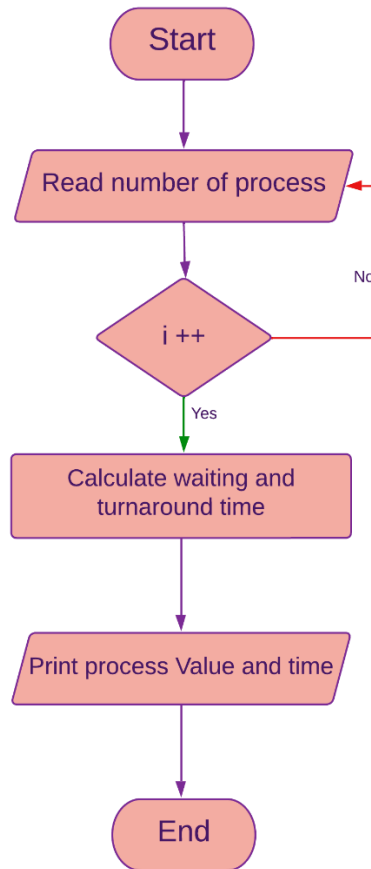 Start
Read number of process
No
i ++
Yes
Calculate waiting and
turnaround time
Print process Value and time
End